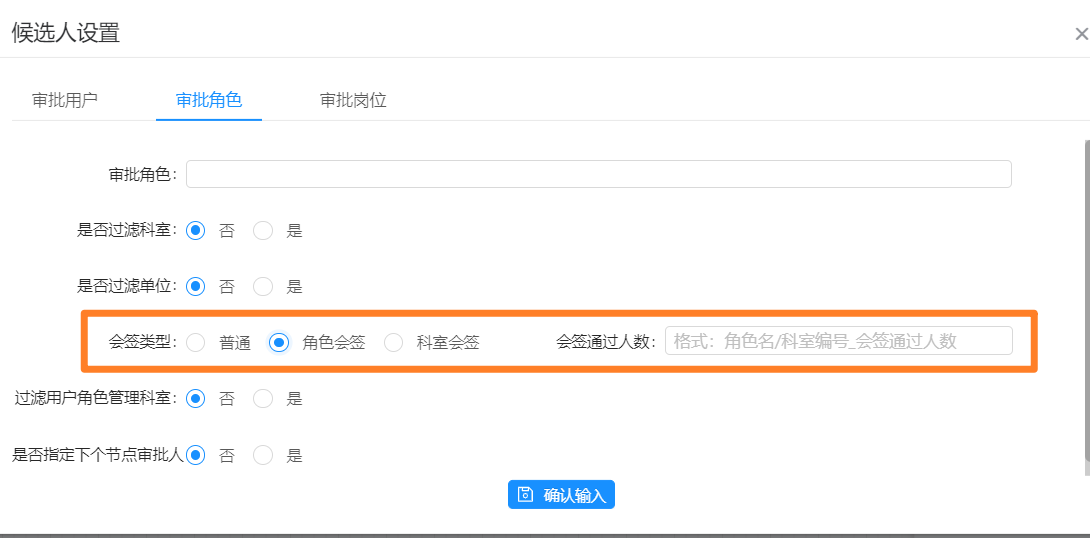 候选人设置
审批用户 审批角色 审批岗位
审批角色:
是否过滤科室: 否 是
是否过滤单位: 否 是
会签类型: 普通 角色会签 科室会签 会签通过人数: 格式：角色名/科室编号_会签通过人数
过滤用户角色管理科室: 否 是
是否指定下个节点审批人 否 是
确认输入